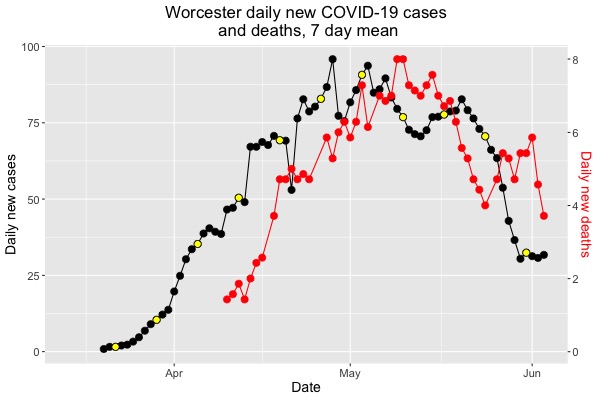 Worcester daily new COVID-19 cases
and deaths, 7 day mean
100
75
50
25
0
Daily new cases
8
6
4
2
0
Daily new deaths
Apr
May
Jun
Date